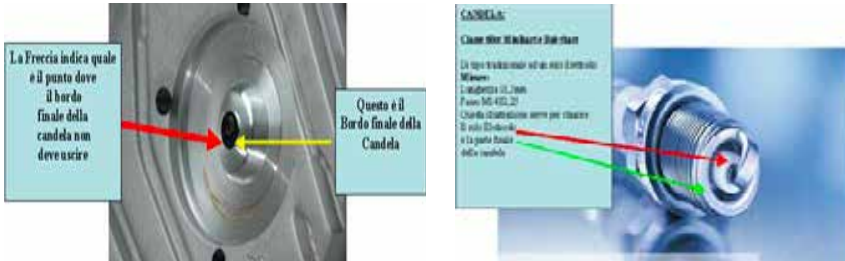 La Freccia indica quale
è il punto dove
il bordo
finale della
candela non
deve uscire
Questo è il
Bordo finale della
Candela
CANDELA:
Di tipo tradizionale ad un solo Elettrodo
Misure:
Lunghezza
Passo
Questa illustrazione serve per chiarire
Il solo Elettrodo
e la parte finale
della candela